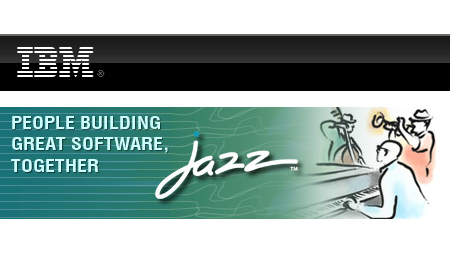 IBM®
PEOPLE BUILDING
GREAT SOFTWARE,
TOGETHER
jazz™